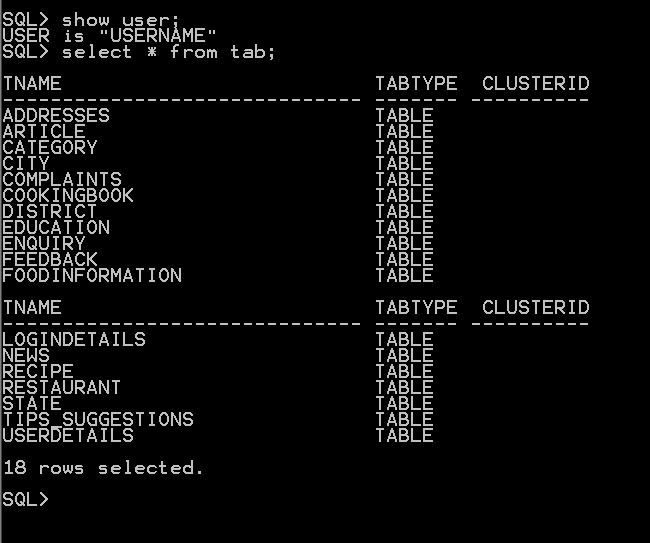 SQL> show user;
USER is "USERNAME"
SQL> select * from tab;
TNAME TABTYPE CLUSTERID
------------------------------ ------- ----------
ADDRESSES TABLE
ARTICLE TABLE
CATEGORY TABLE
CITY TABLE
COMPLAINTS TABLE
COOKINGBOOK TABLE
DISTRICT TABLE
EDUCATION TABLE
ENQUIRY TABLE
FEEDBACK TABLE
FOODINFORMATION TABLE
TNAME TABTYPE CLUSTERID
------------------------------ ------- ----------
LOGINDETAILS TABLE
NEWS TABLE
RECIPE TABLE
RESTAURANT TABLE
STATE TABLE
TIPS_SUGGESTIONS TABLE
USERDETAILS TABLE
18 rows selected.
SQL>